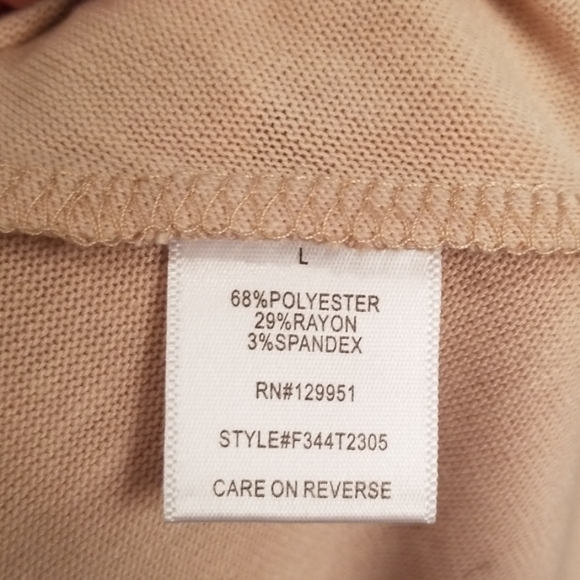 L
68%POLYESTER
29%RAYON
3%SPANDEX
RN#129951
STYLE#F344T2305
CARE ON REVERSE